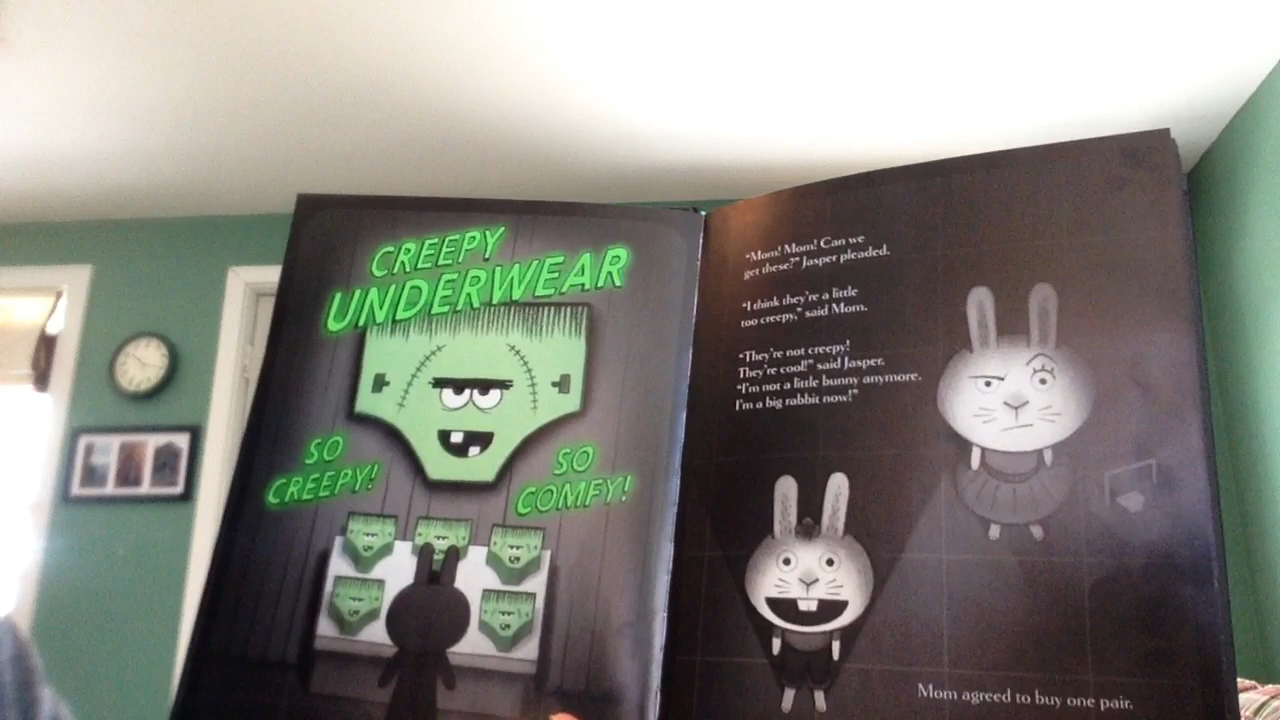 CREEPY
UNDERWEAR
SO
CREEPY!
SO
COMFY!
“Mom! Mom! Can we
get these?” Jasper pleaded.
“I think they’re a little
too creepy,” said Mom.
“They’re not creepy!
They’re cool!” said Jasper.
“I’m not a little bunny anymore.
I’m a big rabbit now!”
Mom agreed to buy one pair.